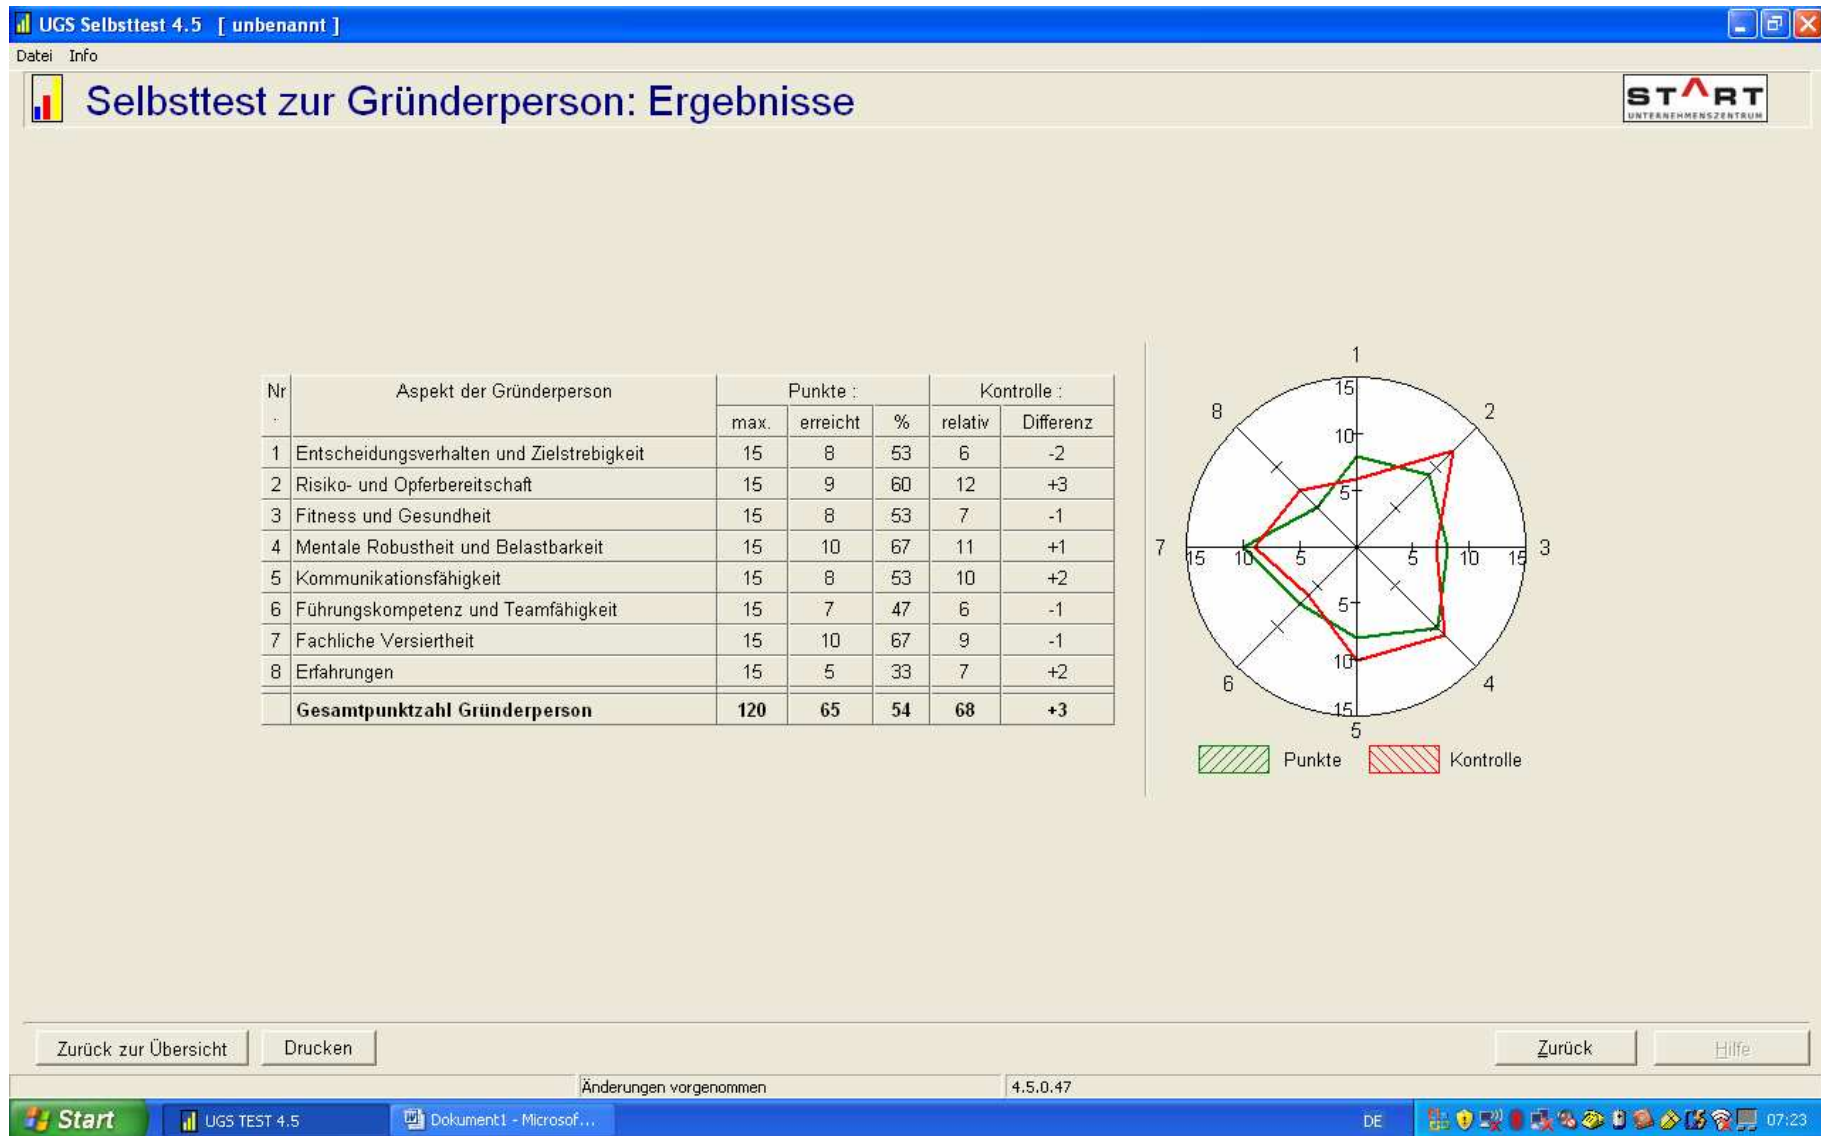 UGS Selbsttest 4.5 [ unbenannt ]
Datei Info
Selbsttest zur Gründerperson: Ergebnisse
START
UNTERNEHMENSZENTRUM
Nr. Aspekt der Gründerperson Punkte : Kontrolle :
max. erreicht % relativ Differenz
1 Entscheidungsverhalten und Zielstrebigkeit 15 8 53 6 -2
2 Risiko- und Opferbereitschaft 15 9 60 12 +3
3 Fitness und Gesundheit 15 8 53 7 -1
4 Mentale Robustheit und Belastbarkeit 15 10 67 11 +1
5 Kommunikationsfähigkeit 15 8 53 10 +2
6 Führungskompetenz und Teamfähigkeit 15 7 47 6 -1
7 Fachliche Versiertheit 15 10 67 9 -1
8 Erfahrungen 15 5 33 7 +2
Gesamtpunktzahl Gründerperson 120 65 54 68 +3
1
15
8 2
10
5
7 15 10 5 5 10 15 3
5
10
6 4
15
5
Punkte Kontrolle
Zurück zur Übersicht Drucken Zurück Hilfe
Änderungen vorgenommen 4.5.0.47
Start UGS TEST 4.5 Dokument1 - Microsof... DE 07:23